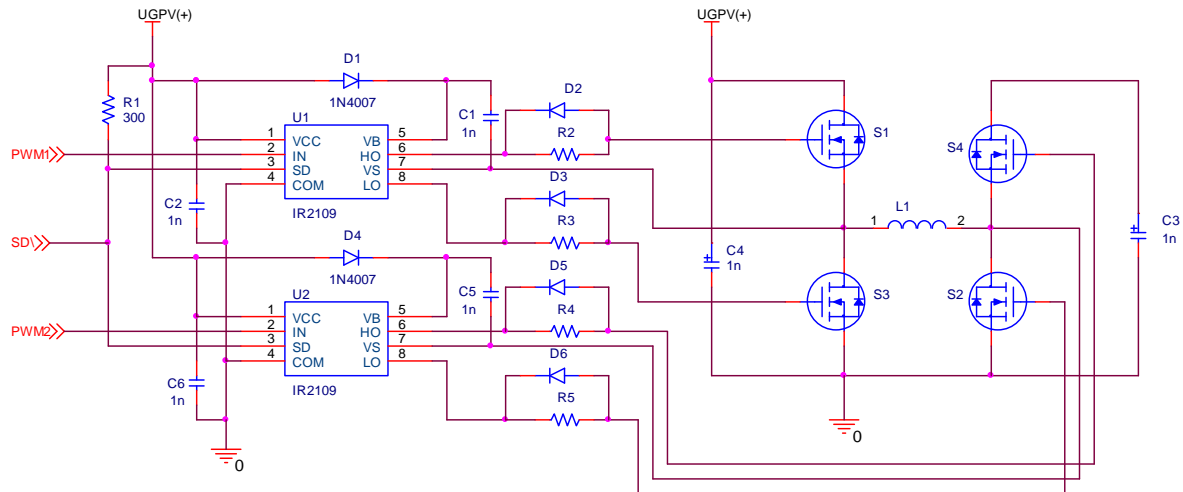 UGPV(+)
UGPV(+)
D1
1N4007
R1
300
C1
1n
D2
R2
U1
1 VCC VB 5
2 IN HO 6
3 SD VS 7
4 COM LO 8
IR2109
PWM1
S1
S4
C2
1n
D3
R3
SD\
D4
1N4007
1 L1 2
C3
1n
C4
1n
U2
1 VCC VB 5
2 IN HO 6
3 SD VS 7
4 COM LO 8
IR2109
C5
1n
D5
R4
S3
S2
PWM2
D6
R5
C6
1n
0
0